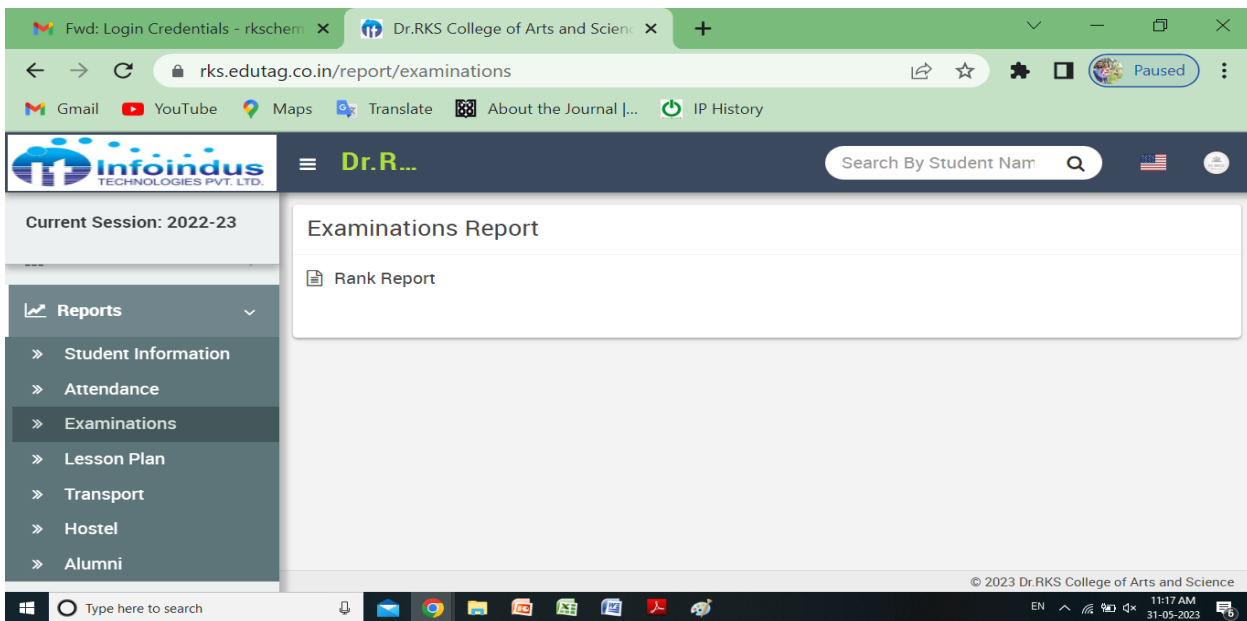 Fwd: Login Credentials - rkschem
Dr.RKS College of Arts and Scienc
rks.edutag.co.in/report/examinations
Paused
Gmail YouTube Maps Translate About the Journal |... IP History
Infoindus
TECHNOLOGIES PVT. LTD.
Dr.R...
Search By Student Nam
Current Session: 2022-23
Examinations Report
Rank Report
Reports
Student Information
Attendance
Examinations
Lesson Plan
Transport
Hostel
Alumni
© 2023 Dr.RKS College of Arts and Science
Type here to search
EN
11:17 AM
31-05-2023
6